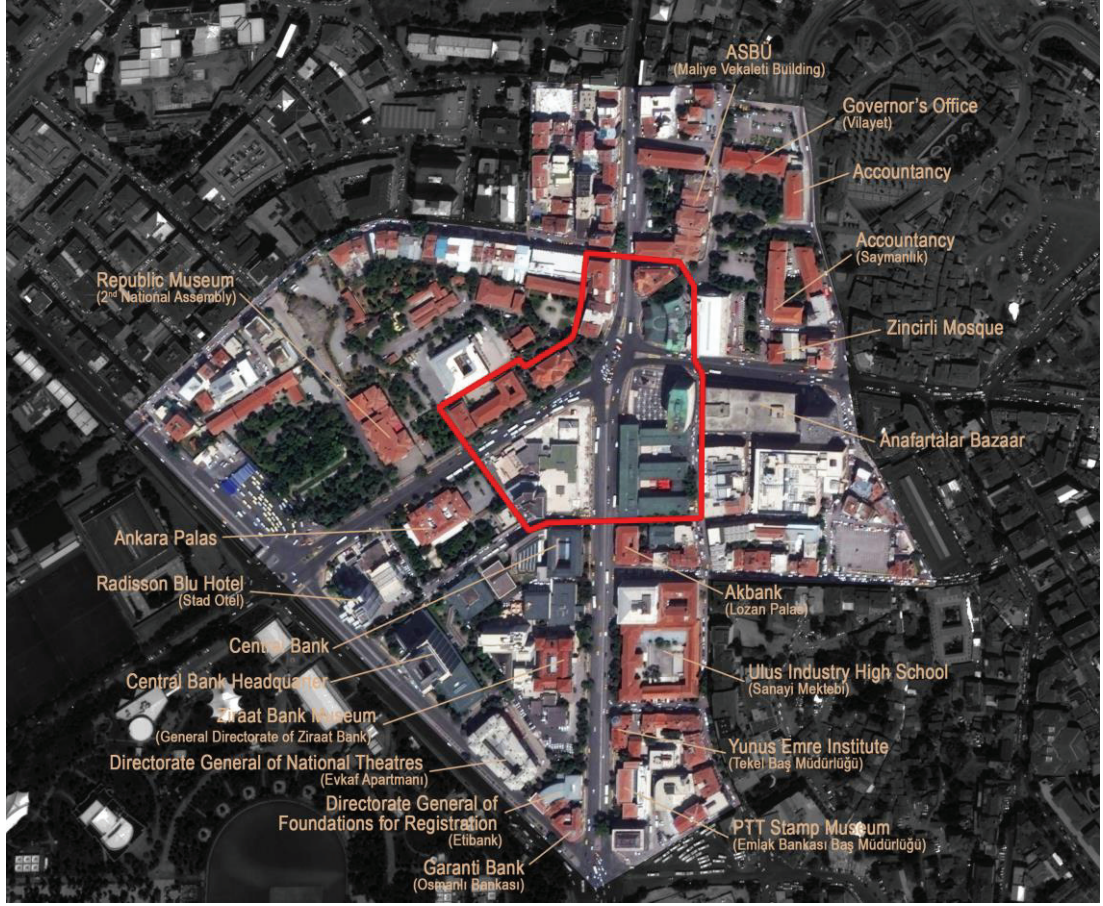 ASBÜ
(Maliye Vekaleti Building)
Governor's Office
(Vilayet)
Accountancy
Accountancy
(Saymanlık)
Republic Museum
(2nd National Assembly)
Zincirli Mosque
Anafartalar Bazaar
Ankara Palas
Radisson Blu Hotel
(Stad Otel)
Akbank
(Lozan Palas)
Central Bank
Central Bank Headquarter
Ulus Industry High School
(Sanayi Mektebi)
Ziraat Bank Museum
(General Directorate of Ziraat Bank)
Yunus Emre Institute
(Tekel Baş Müdürlüğü)
Directorate General of National Theatres
(Evkaf Apartmanı)
Directorate General of
Foundations for Registration
(Etibank)
PTT Stamp Museum
(Emlak Bankası Baş Müdürlüğü)
Garanti Bank
(Osmanlı Bankası)